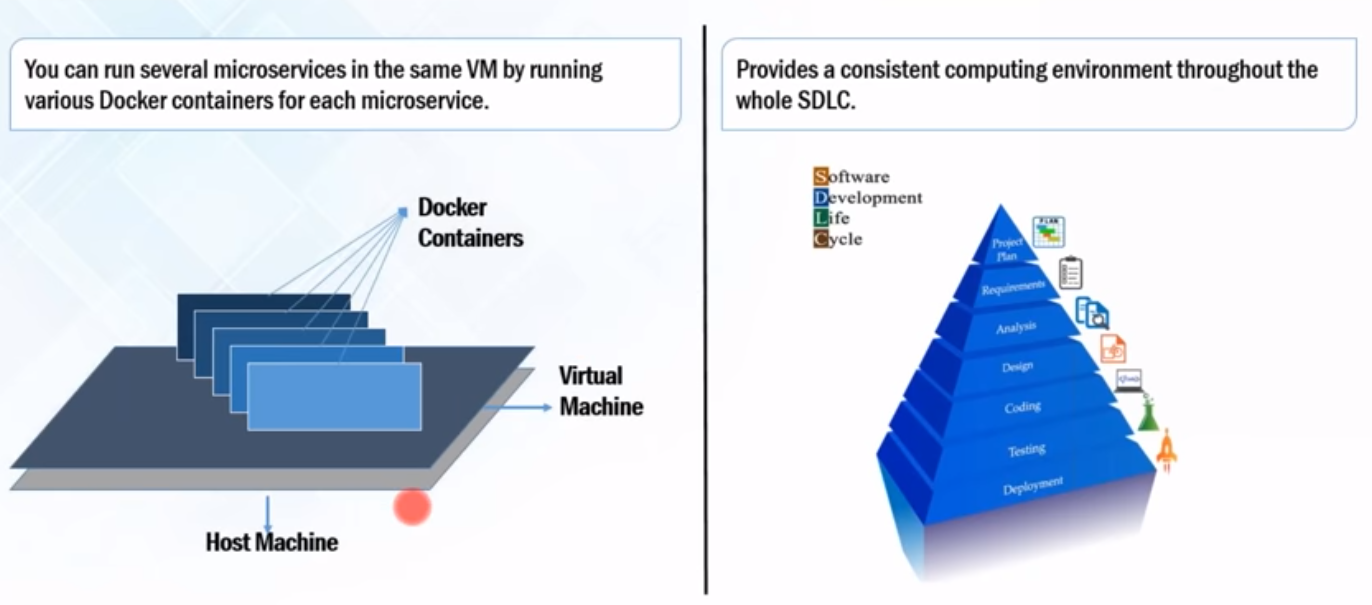 You can run several microservices in the same VM by running
various Docker containers for each microservice.
Docker
Containers
Virtual
Machine
Host Machine
Provides a consistent computing environment throughout the
whole SDLC.
Software
Development
Life
Cycle
PLAN
Project
Plan
Requirements
Analysis
Design
Coding
Testing
Deployment